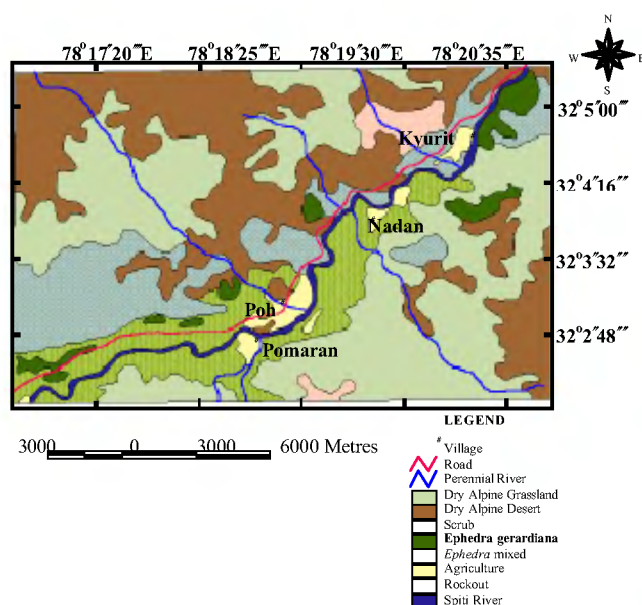 N
W E
S
78°17'20‴E 78°18'25‴E 78°19'30‴E 78°20'35‴E
32°5'00‴
Kyurit
32°4'16‴
Nadan
32°3'32‴
Poh
32°2'48‴
Pomaran
LEGEND
3000 0 3000 6000 Metres
# Village
Road
Perennial River
Dry Alpine Grassland
Dry Alpine Desert
Scrub
Ephedra gerardiana
Ephedra mixed
Agriculture
Rockout
Spiti River